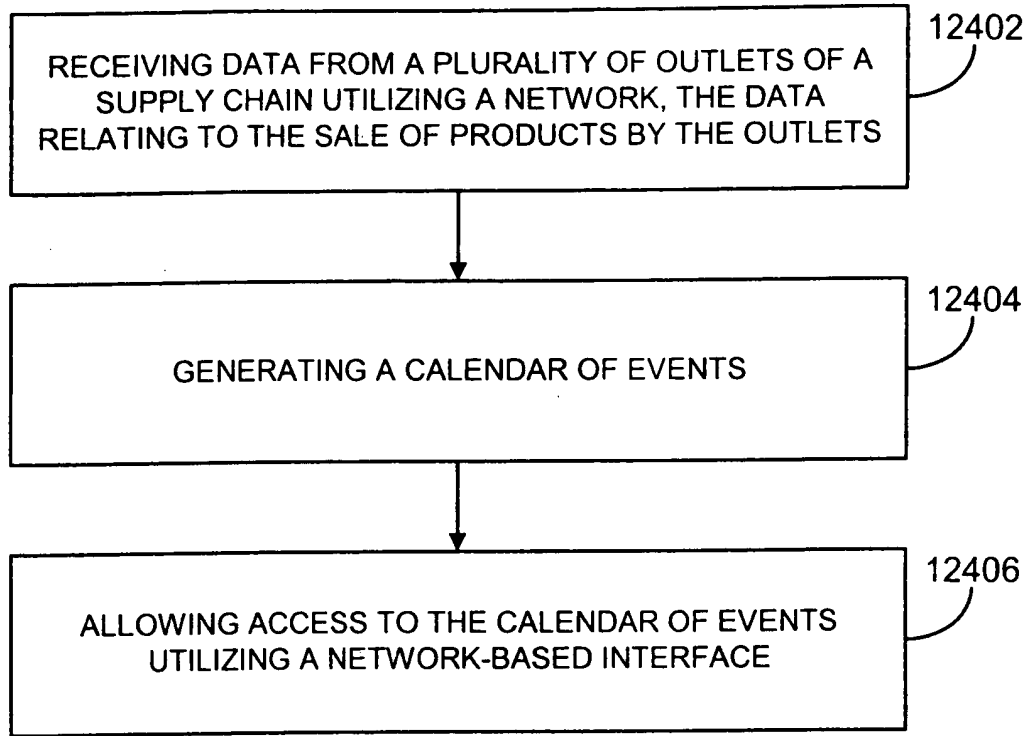 12402
RECEIVING DATA FROM A PLURALITY OF OUTLETS OF A
SUPPLY CHAIN UTILIZING A NETWORK, THE DATA
RELATING TO THE SALE OF PRODUCTS BY THE OUTLETS
12404
GENERATING A CALENDAR OF EVENTS
12406
ALLOWING ACCESS TO THE CALENDAR OF EVENTS
UTILIZING A NETWORK-BASED INTERFACE